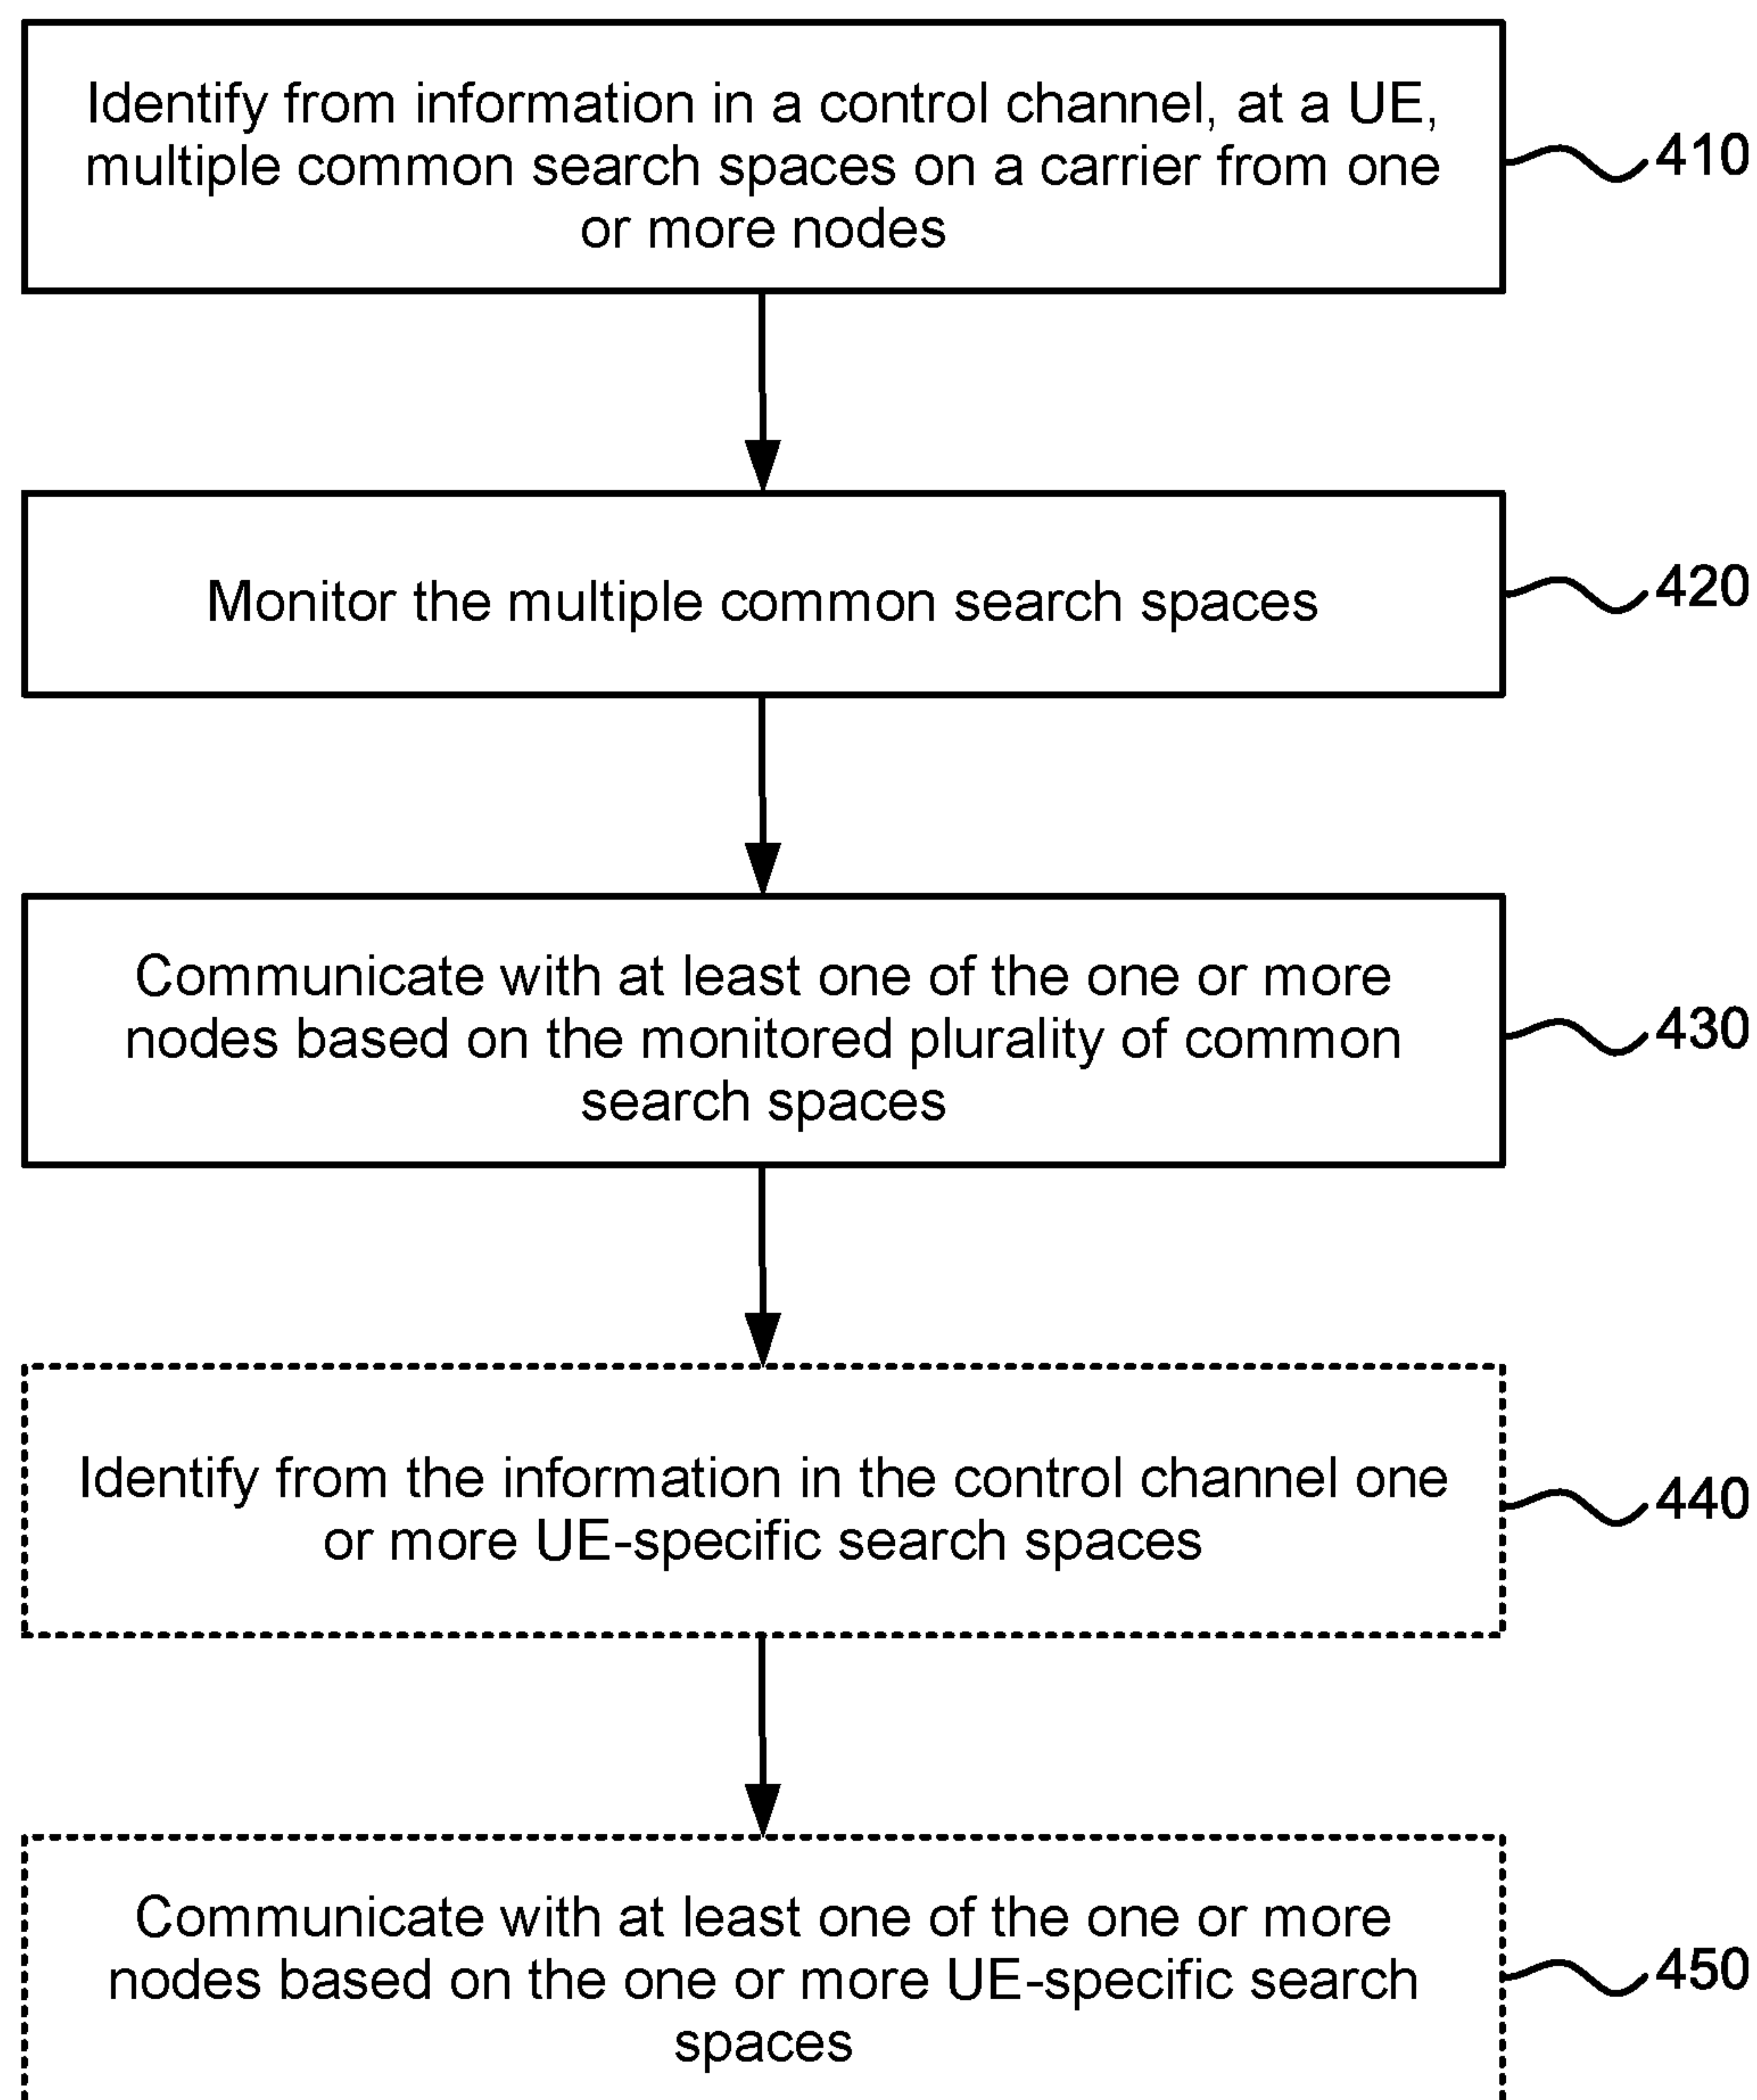 Identify from information in a control channel, at a UE,
multiple common search spaces on a carrier from one
or more nodes
410
Monitor the multiple common search spaces
420
Communicate with at least one of the one or more
nodes based on the monitored plurality of common
search spaces
430
Identify from the information in the control channel one
or more UE-specific search spaces
440
Communicate with at least one of the one or more
nodes based on the one or more UE-specific search
spaces
450